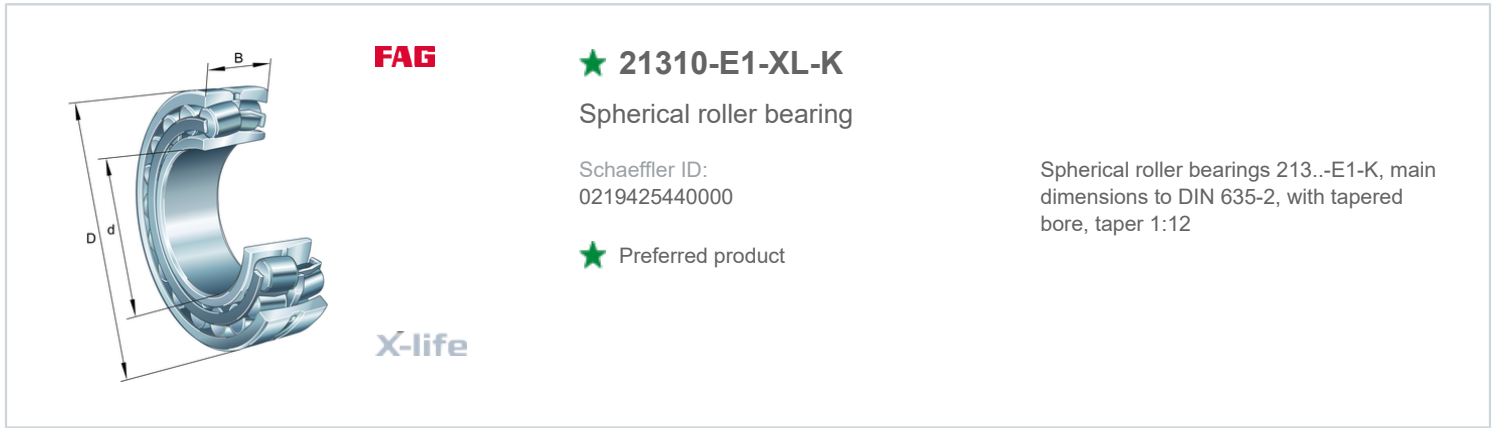 B
D
d
FAG
X-life
21310-E1-XL-K
Spherical roller bearing
Schaeffler ID:
0219425440000
Preferred product
Spherical roller bearings 213..-E1-K, main
dimensions to DIN 635-2, with tapered
bore, taper 1:12